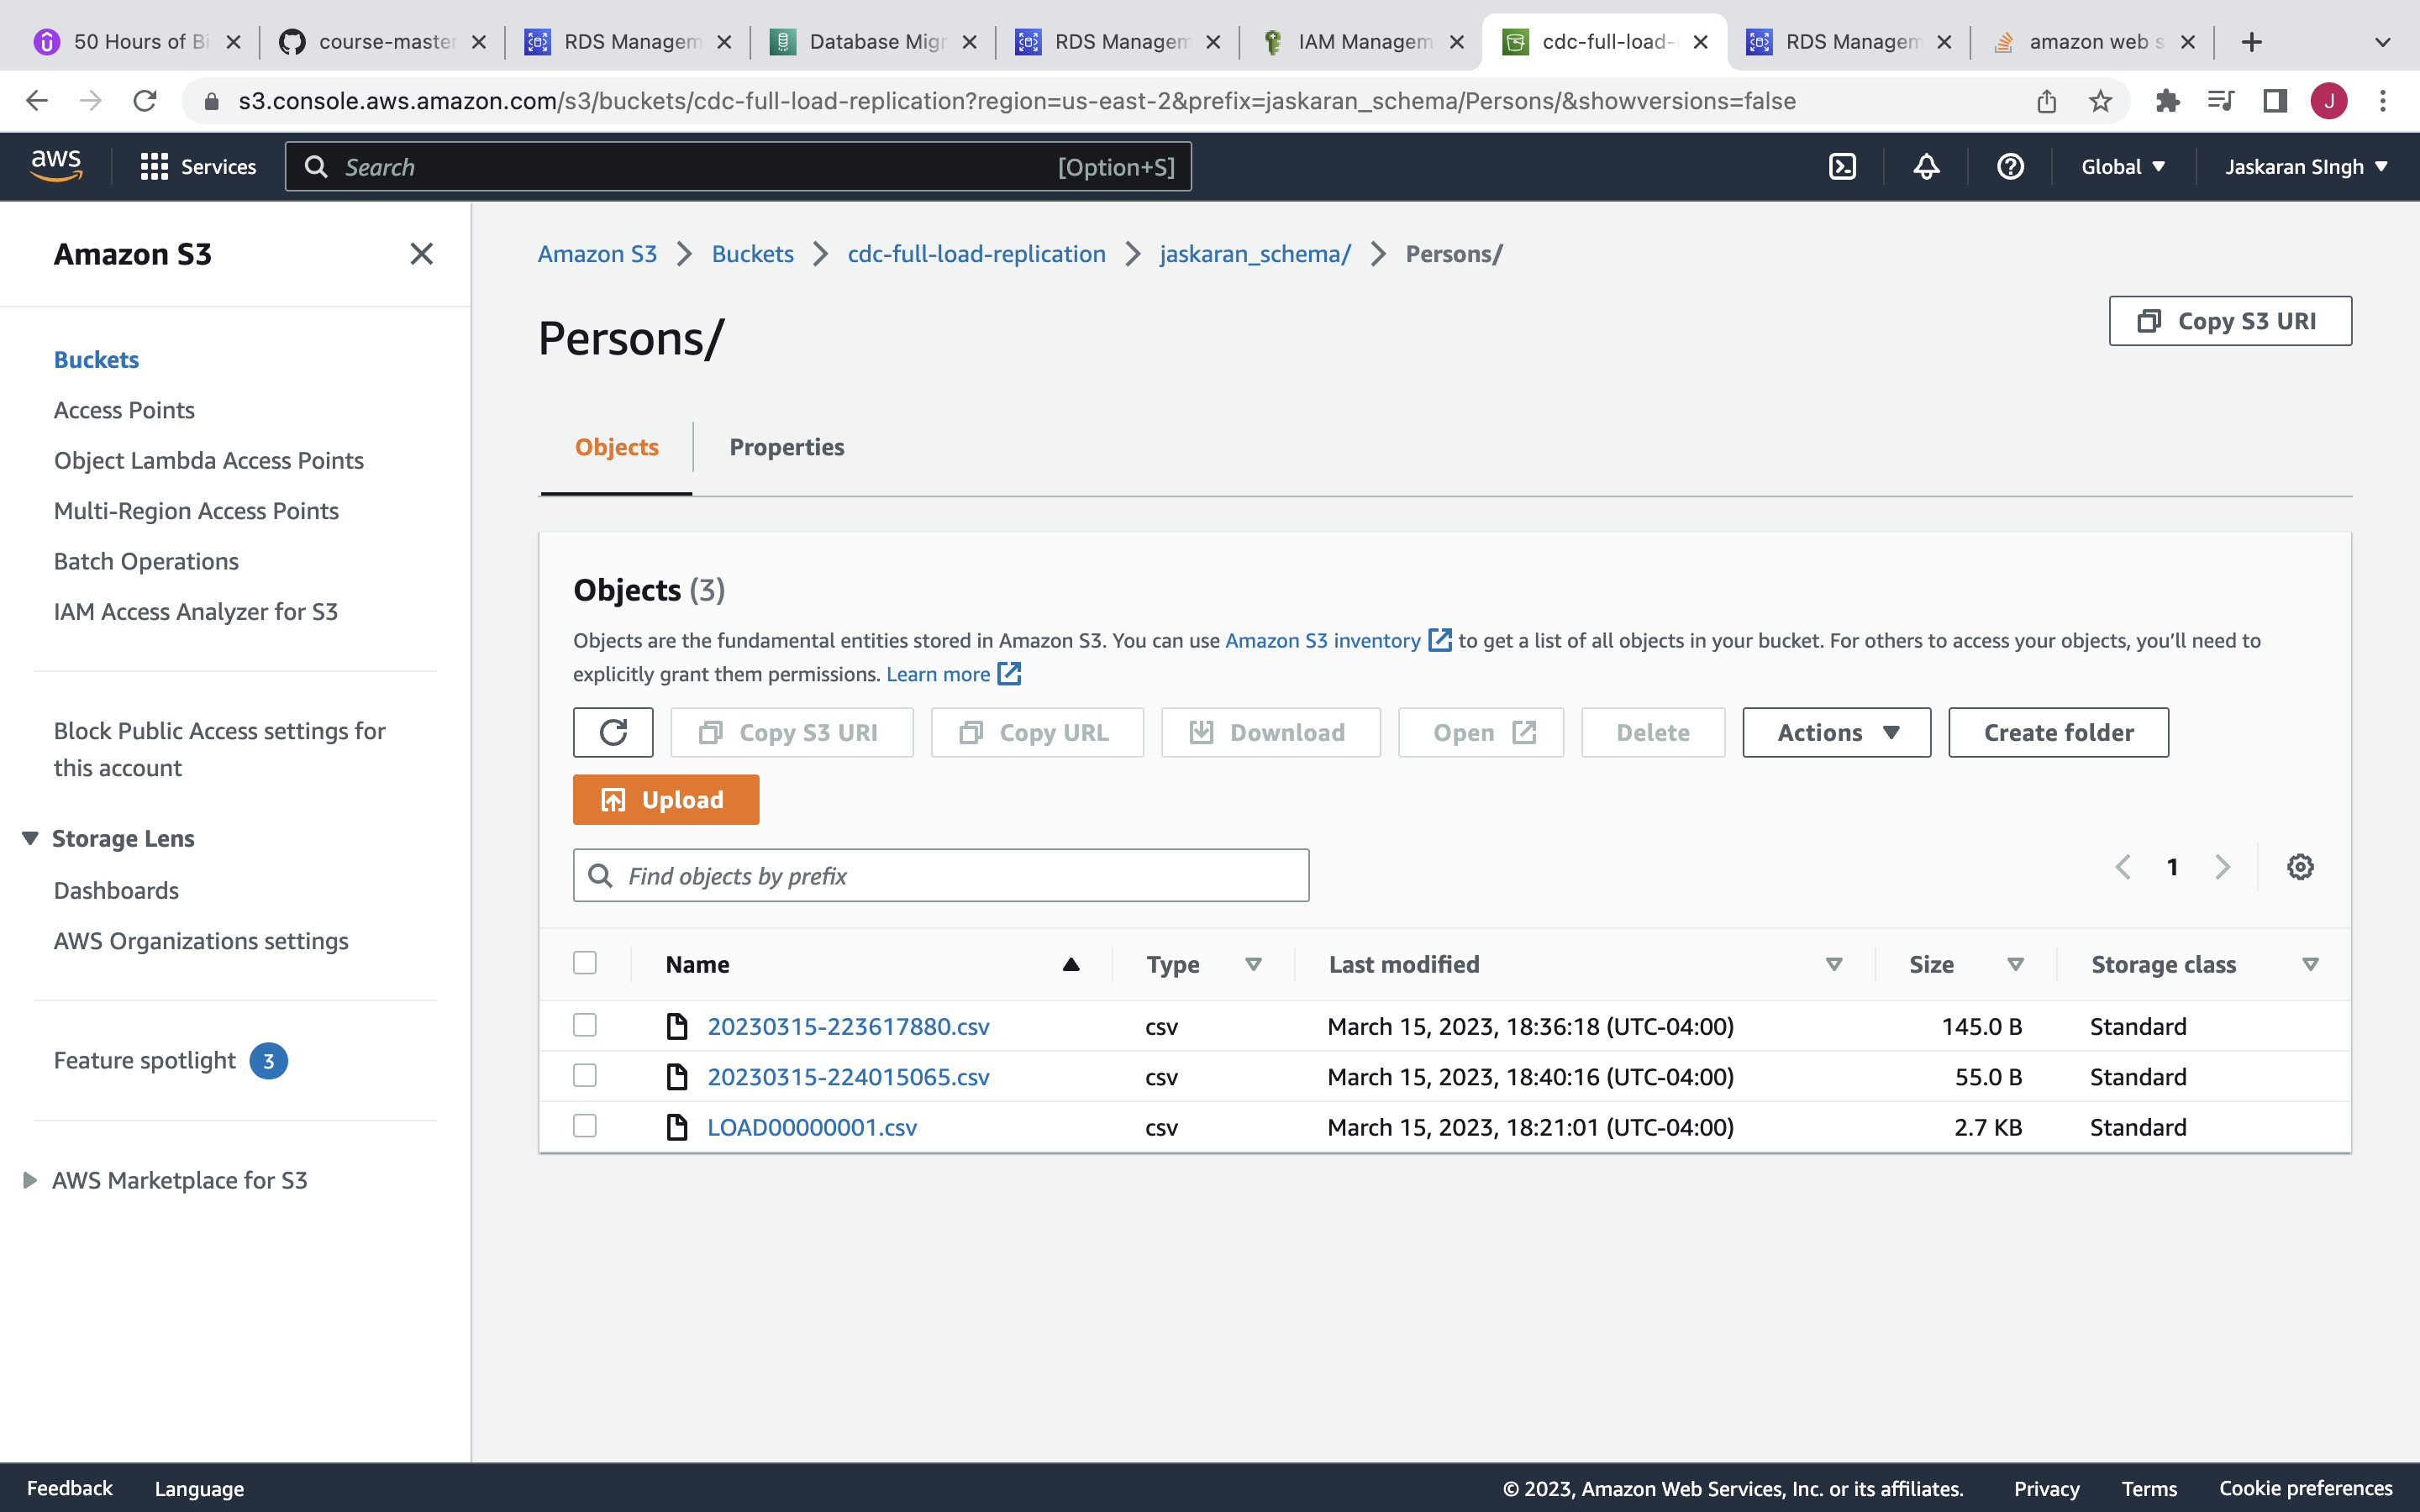 50 Hours of Bi
course-master
RDS Managem
Database Migr
RDS Managem
IAM Managem
cdc-full-load-
RDS Managem
amazon web s
s3.console.aws.amazon.com/s3/buckets/cdc-full-load-replication?region=us-east-2&prefix=jaskaran_schema/Persons/&showversions=false
J
aws
Services
Search
[Option+S]
Global
Jaskaran SIngh
Amazon S3
Buckets
Access Points
Object Lambda Access Points
Multi-Region Access Points
Batch Operations
IAM Access Analyzer for S3
Block Public Access settings for
this account
Storage Lens
Dashboards
AWS Organizations settings
Feature spotlight 3
AWS Marketplace for S3
Amazon S3 > Buckets > cdc-full-load-replication > jaskaran_schema/ > Persons/
Persons/
Copy S3 URI
Objects
Properties
Objects (3)
Objects are the fundamental entities stored in Amazon S3. You can use Amazon S3 inventory to get a list of all objects in your bucket. For others to access your objects, you’ll need to
explicitly grant them permissions. Learn more
Copy S3 URI
Copy URL
Download
Open
Delete
Actions
Create folder
Upload
Find objects by prefix
1
Name Type Last modified Size Storage class
20230315-223617880.csv csv March 15, 2023, 18:36:18 (UTC-04:00) 145.0 B Standard
20230315-224015065.csv csv March 15, 2023, 18:40:16 (UTC-04:00) 55.0 B Standard
LOAD00000001.csv csv March 15, 2023, 18:21:01 (UTC-04:00) 2.7 KB Standard
Feedback
Language
© 2023, Amazon Web Services, Inc. or its affiliates.
Privacy
Terms
Cookie preferences